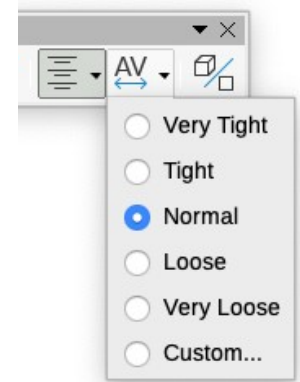 AV
Very Tight
Tight
Normal
Loose
Very Loose
Custom...